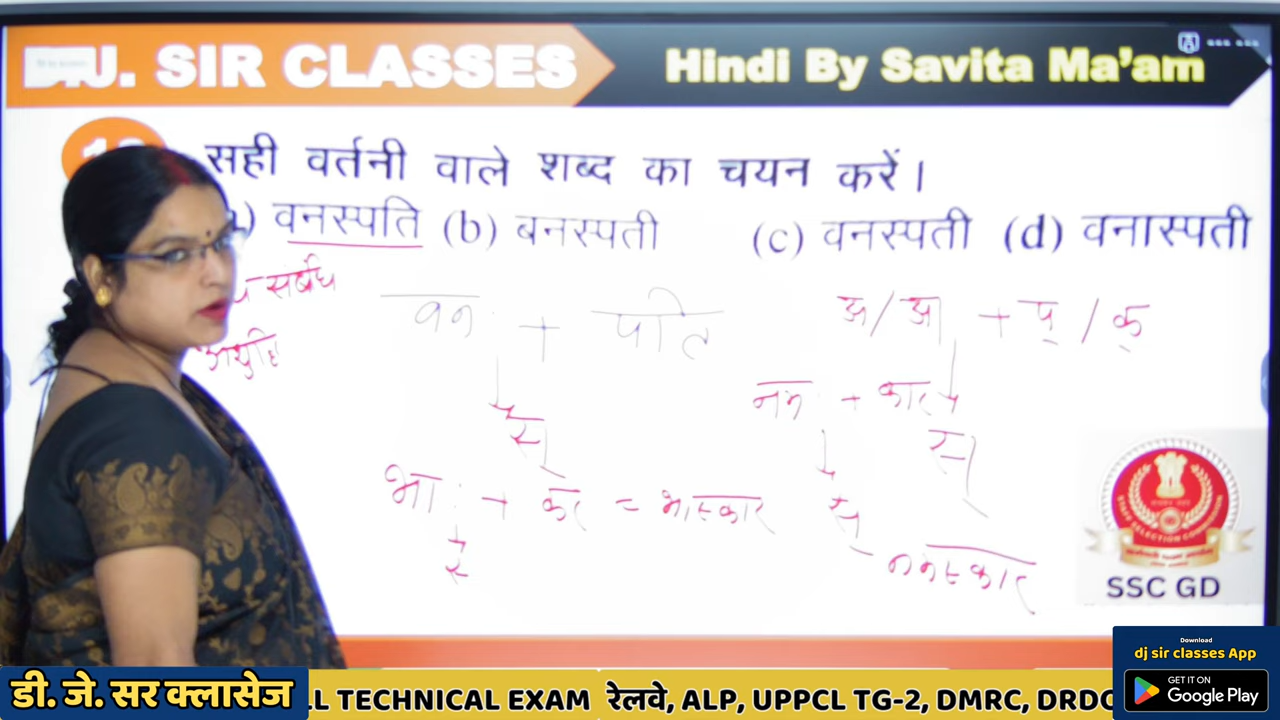 SIR CLASSES
Hindi By Savita Ma'am
सही वर्तनी वाले शब्द का चयन करें।
) वनस्पति (b) बनस्पती (c) वनस्पती (d) वनास्पती
संबंधि
वनः + पति
अ/आ + प्/क्
नमः + कार
स्
स्
भाः + कर = भास्कार
स्
स्
नमस्कार
SSC GD
डी. जे. सर क्लासेज
LL TECHNICAL EXAM रेलवे, ALP, UPPCL TG-2, DMRC, DRDO
Download
dj sir classes App
GET IT ON
Google Play